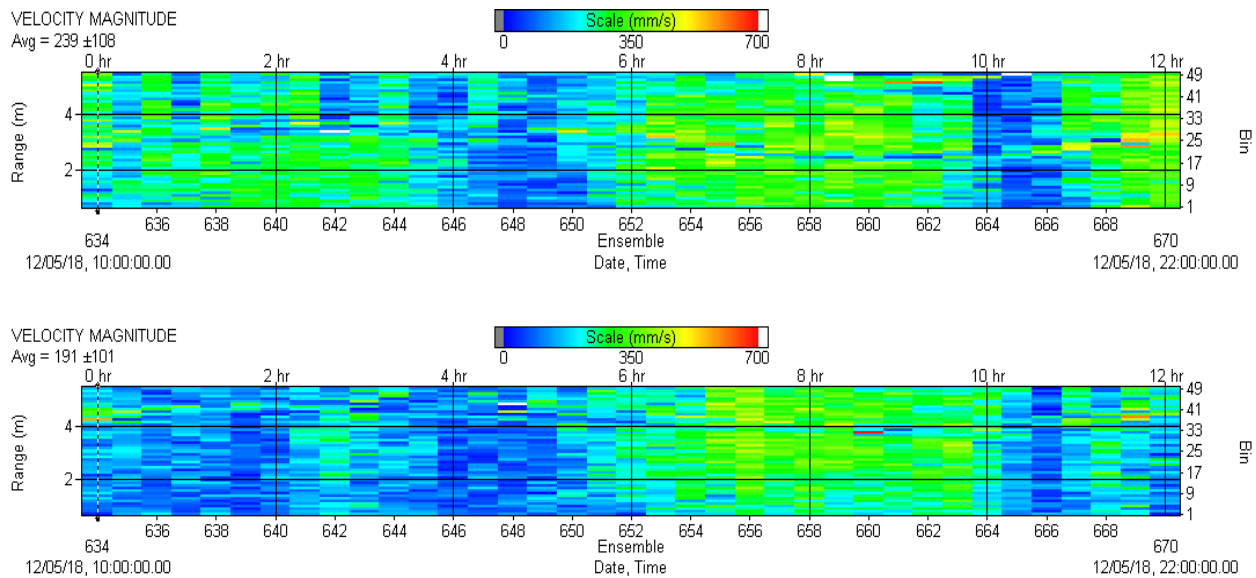 VELOCITY MAGNITUDE
Avg = 239 ±108
Scale (mm/s)
0 350 700
0 hr 2 hr 4 hr 6 hr 8 hr 10 hr 12 hr
Range (m)
4
2
49
41
33
25
17
9
1
Bin
636 638 640 642 644 646 648 650 652 654 656 658 660 662 664 666 668
634 Ensemble 670
12/05/18, 10:00:00.00 Date, Time 12/05/18, 22:00:00.00
VELOCITY MAGNITUDE
Avg = 191 ±101
Scale (mm/s)
0 350 700
0 hr 2 hr 4 hr 6 hr 8 hr 10 hr 12 hr
Range (m)
4
2
49
41
33
25
17
9
1
Bin
636 638 640 642 644 646 648 650 652 654 656 658 660 662 664 666 668
634 Ensemble 670
12/05/18, 10:00:00.00 Date, Time 12/05/18, 22:00:00.00